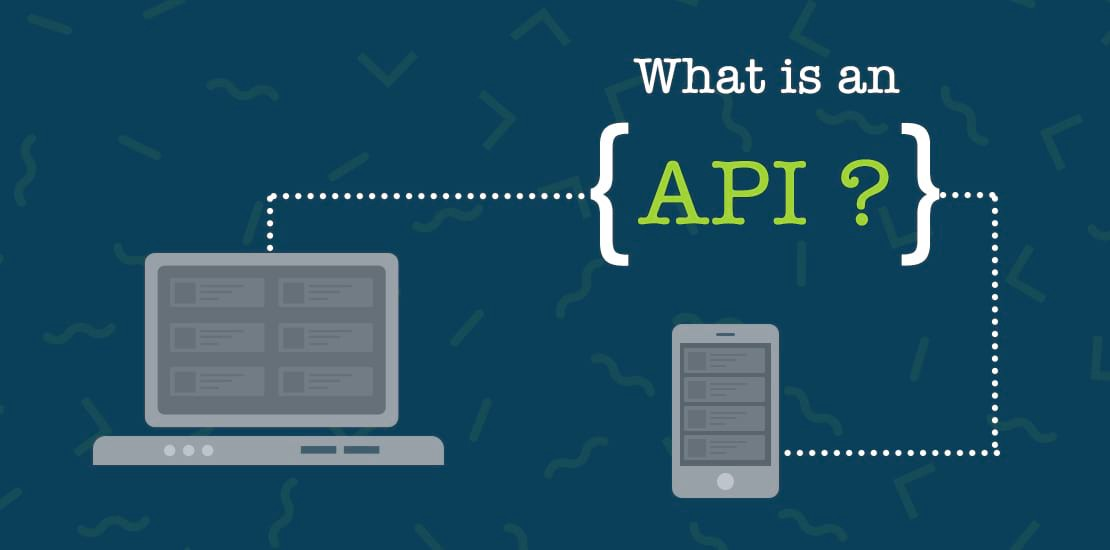 What is an
{API ?}